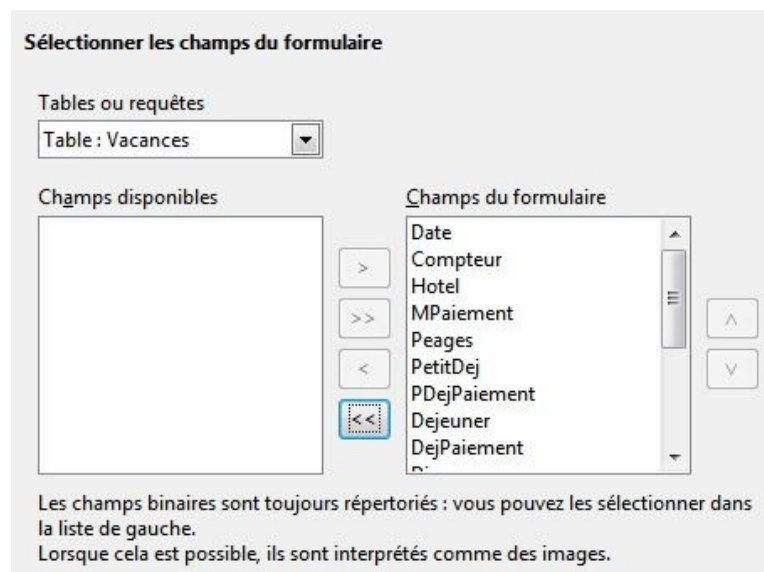 Sélectionner les champs du formulaire
Tables ou requêtes
Table : Vacances
Champs disponibles
Champs du formulaire
Date
Compteur
Hotel
MPaiement
Peages
PetitDej
PDejPaiement
Dejeuner
DejPaiement
>
>>
<
<<
Les champs binaires sont toujours répertoriés : vous pouvez les sélectionner dans
la liste de gauche.
Lorsque cela est possible, ils sont interprétés comme des images.